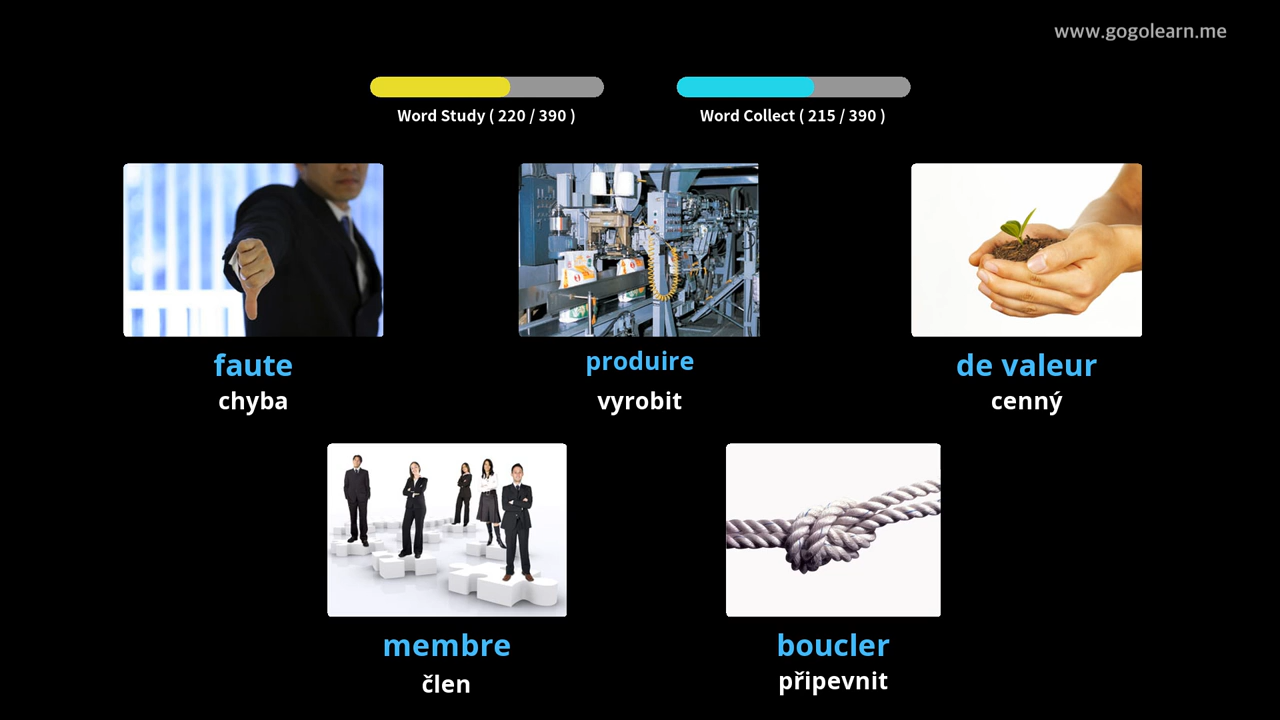 www.gogolearn.me
Word Study ( 220 / 390 )
Word Collect ( 215 / 390 )
faute
chyba
produire
vyrobit
de valeur
cenný
membre
člen
boucler
připevnit